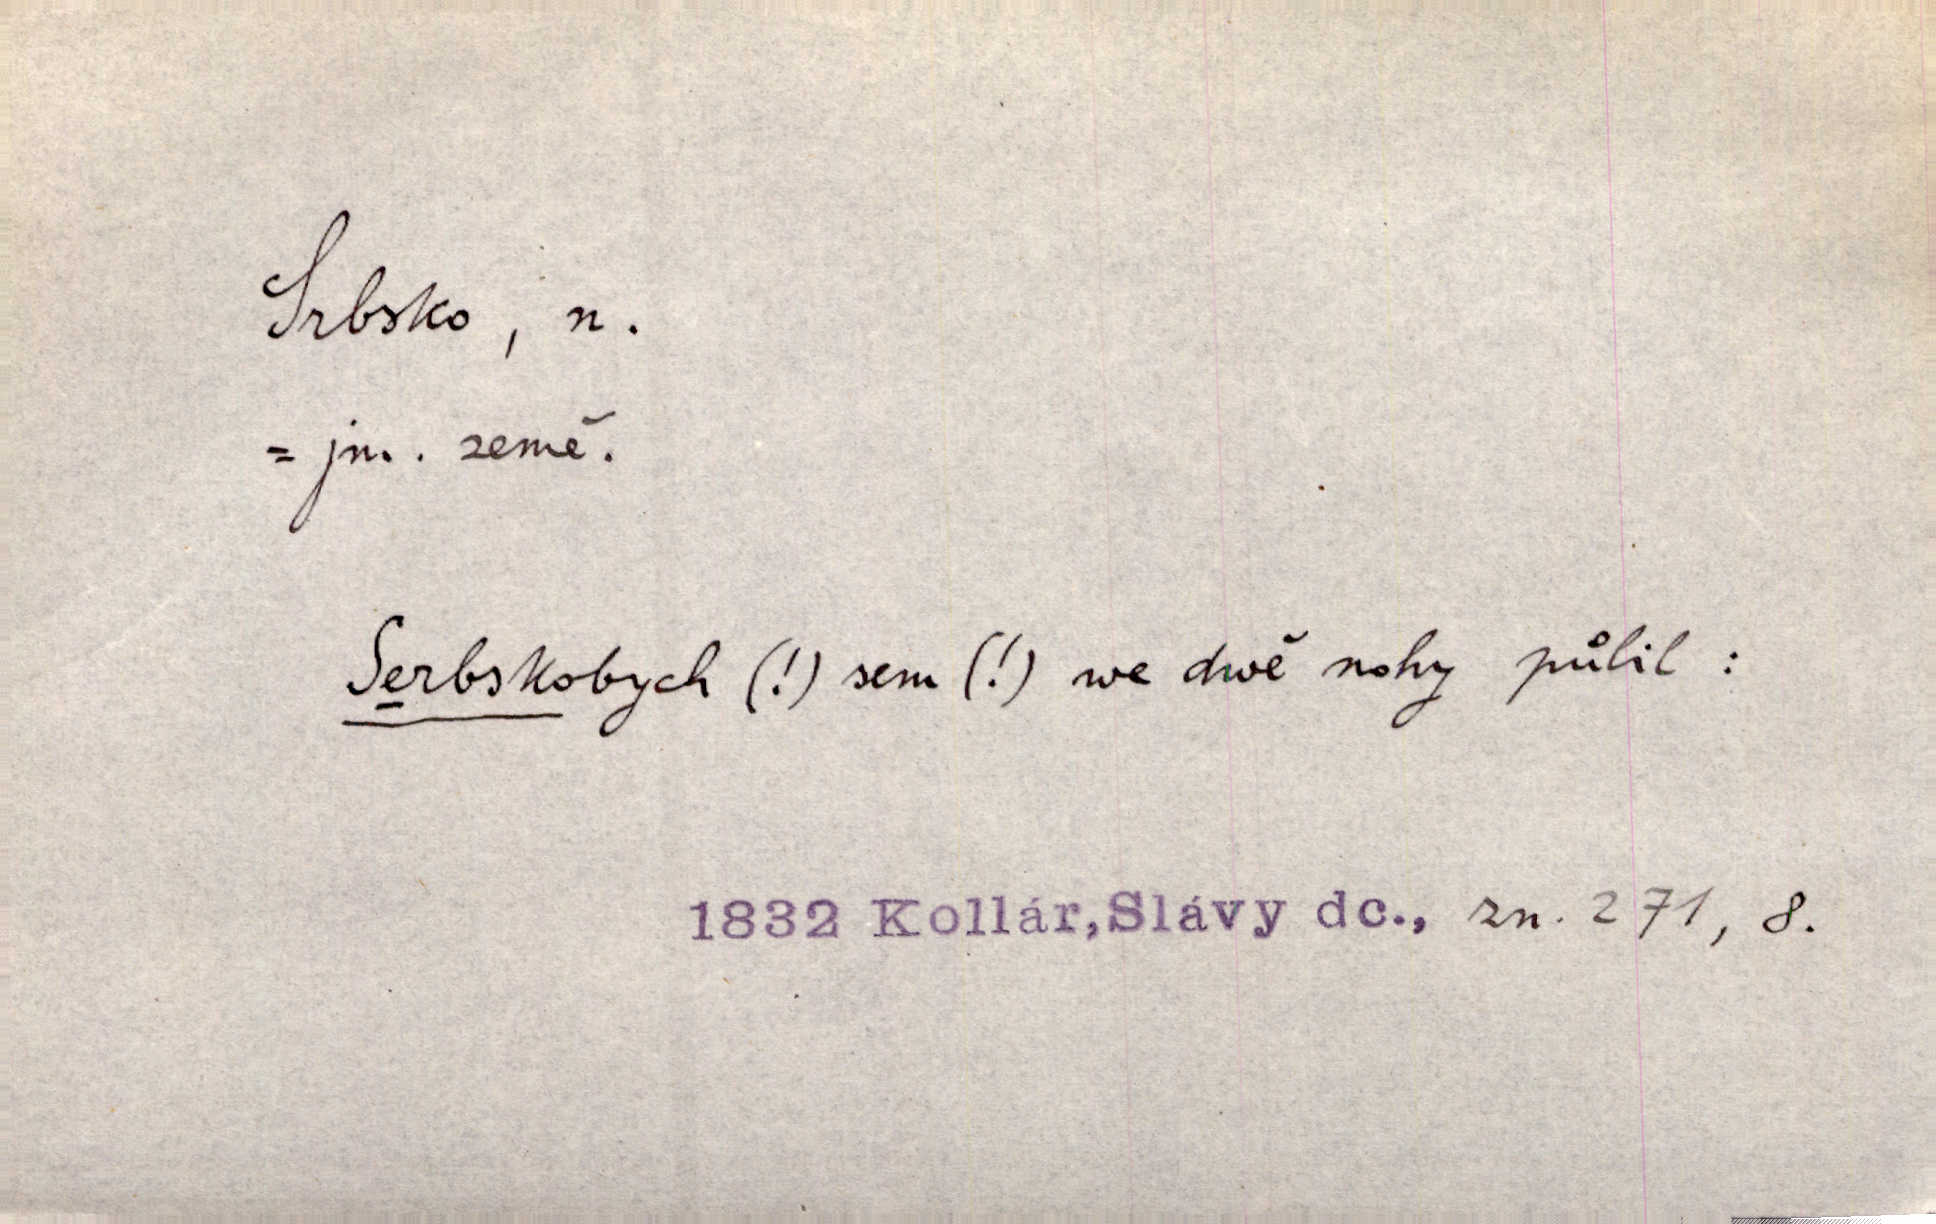 Srbsko, n.
= jm. země.
Serbskobych (!) sem (!) we dwě nohy půlil :
1832 Kollár,Slávy dc., zn. 271, 8.